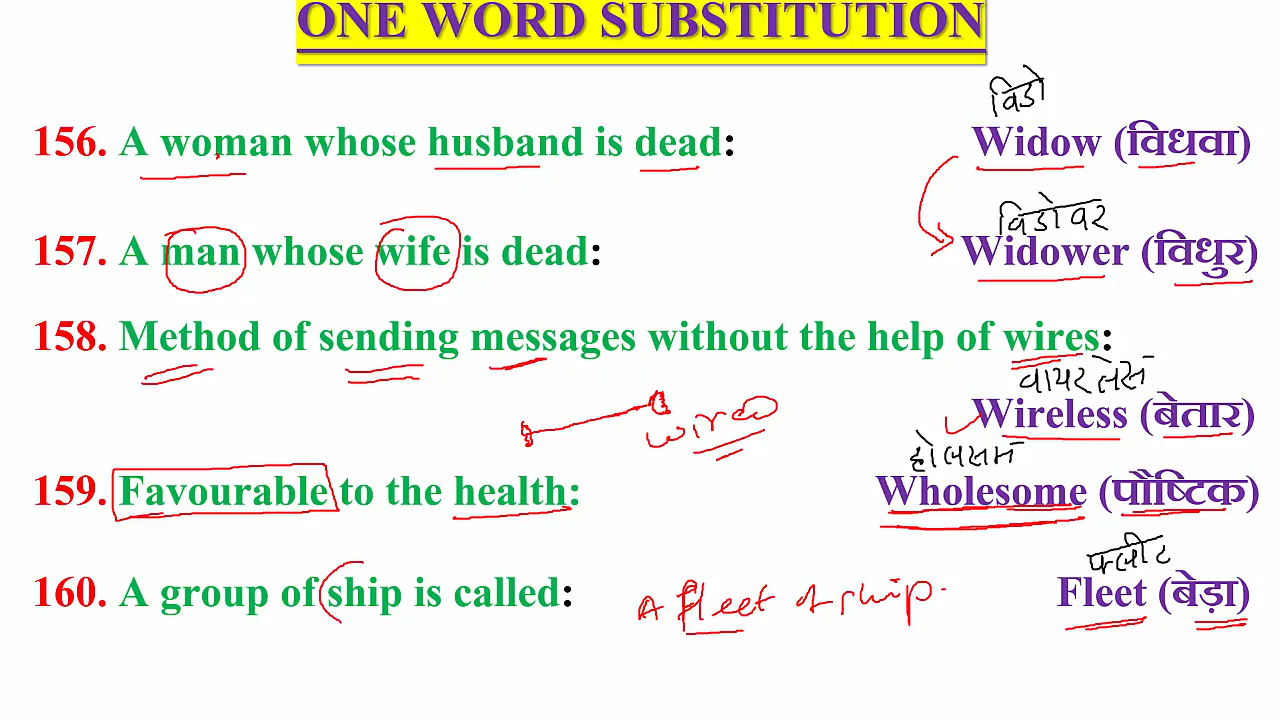 ONE WORD SUBSTITUTION
विडो
156. A woman whose husband is dead: Widow (विधवा)
विडोवर
157. A man whose wife is dead: Widower (विधुर)
158. Method of sending messages without the help of wires:
वायरलेस
Wireless (बेतार)
wired
होलसम
159. Favourable to the health: Wholesome (पौष्टिक)
फ्लीट
160. A group of ship is called: A fleet of ship. Fleet (बेड़ा)